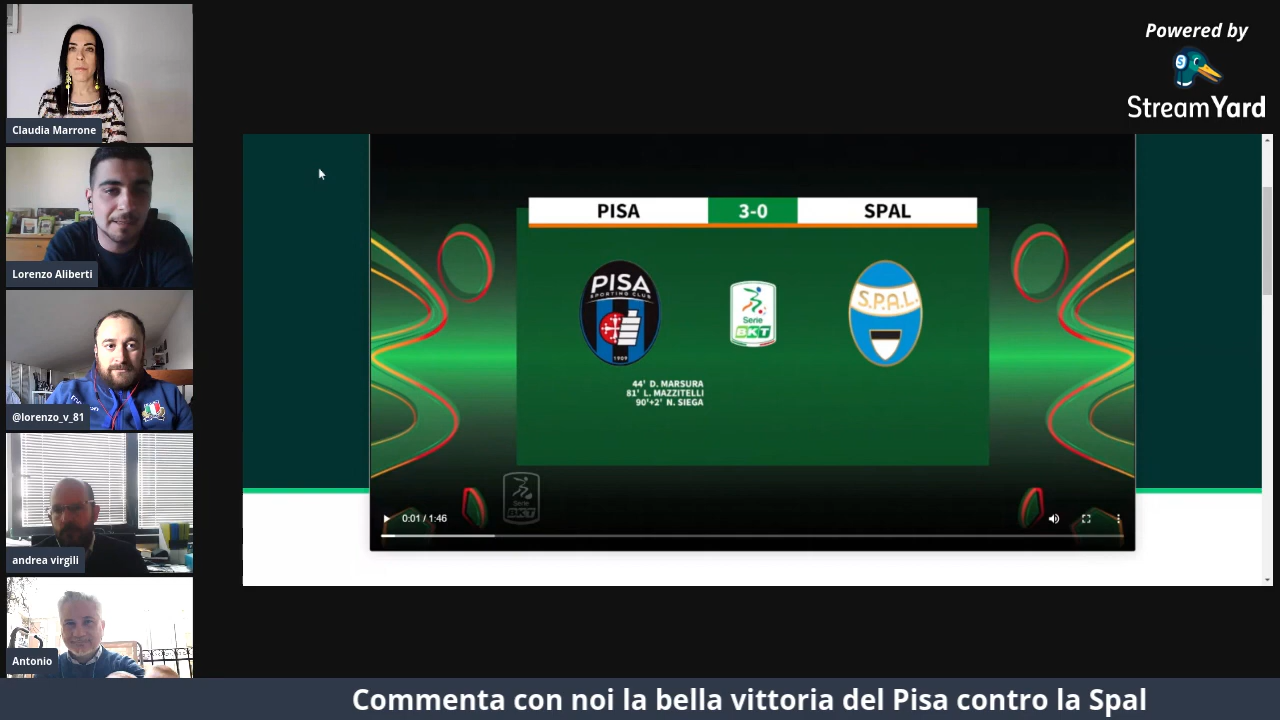 Powered by
StreamYard
Claudia Marrone
Lorenzo Aliberti
@lorenzo_v_81
andrea virgili
Antonio
PISA 3-0 SPAL
PISA
SPORTING CLUB
1909
Serie
BKT
S.P.A.L.
44' D. MARSURA
81' L. MAZZITELLI
90'+2' N. SIEGA
Serie
BKT
0:01 / 1:46
Commenta con noi la bella vittoria del Pisa contro la Spal